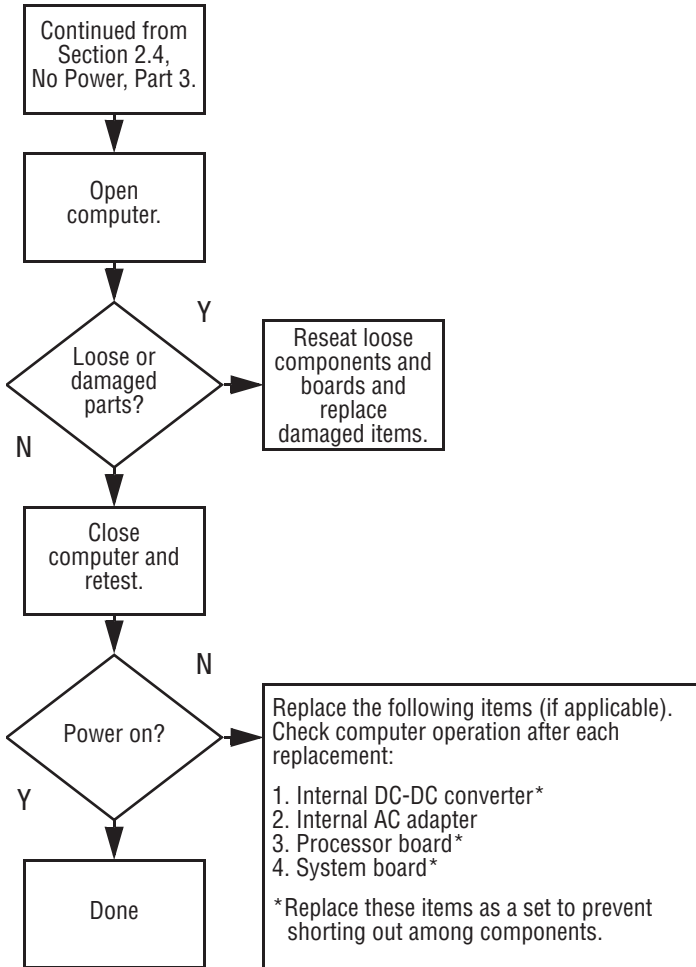 Continued from
Section 2.4,
No Power, Part 3.
Open
computer.
Y
Loose or
damaged
parts?
Reseat loose
components and
boards and
replace
damaged items.
N
Close
computer and
retest.
N
Power on?
Replace the following items (if applicable).
Check computer operation after each
replacement:
1. Internal DC-DC converter*
2. Internal AC adapter
3. Processor board*
4. System board*
*Replace these items as a set to prevent
shorting out among components.
Y
Done